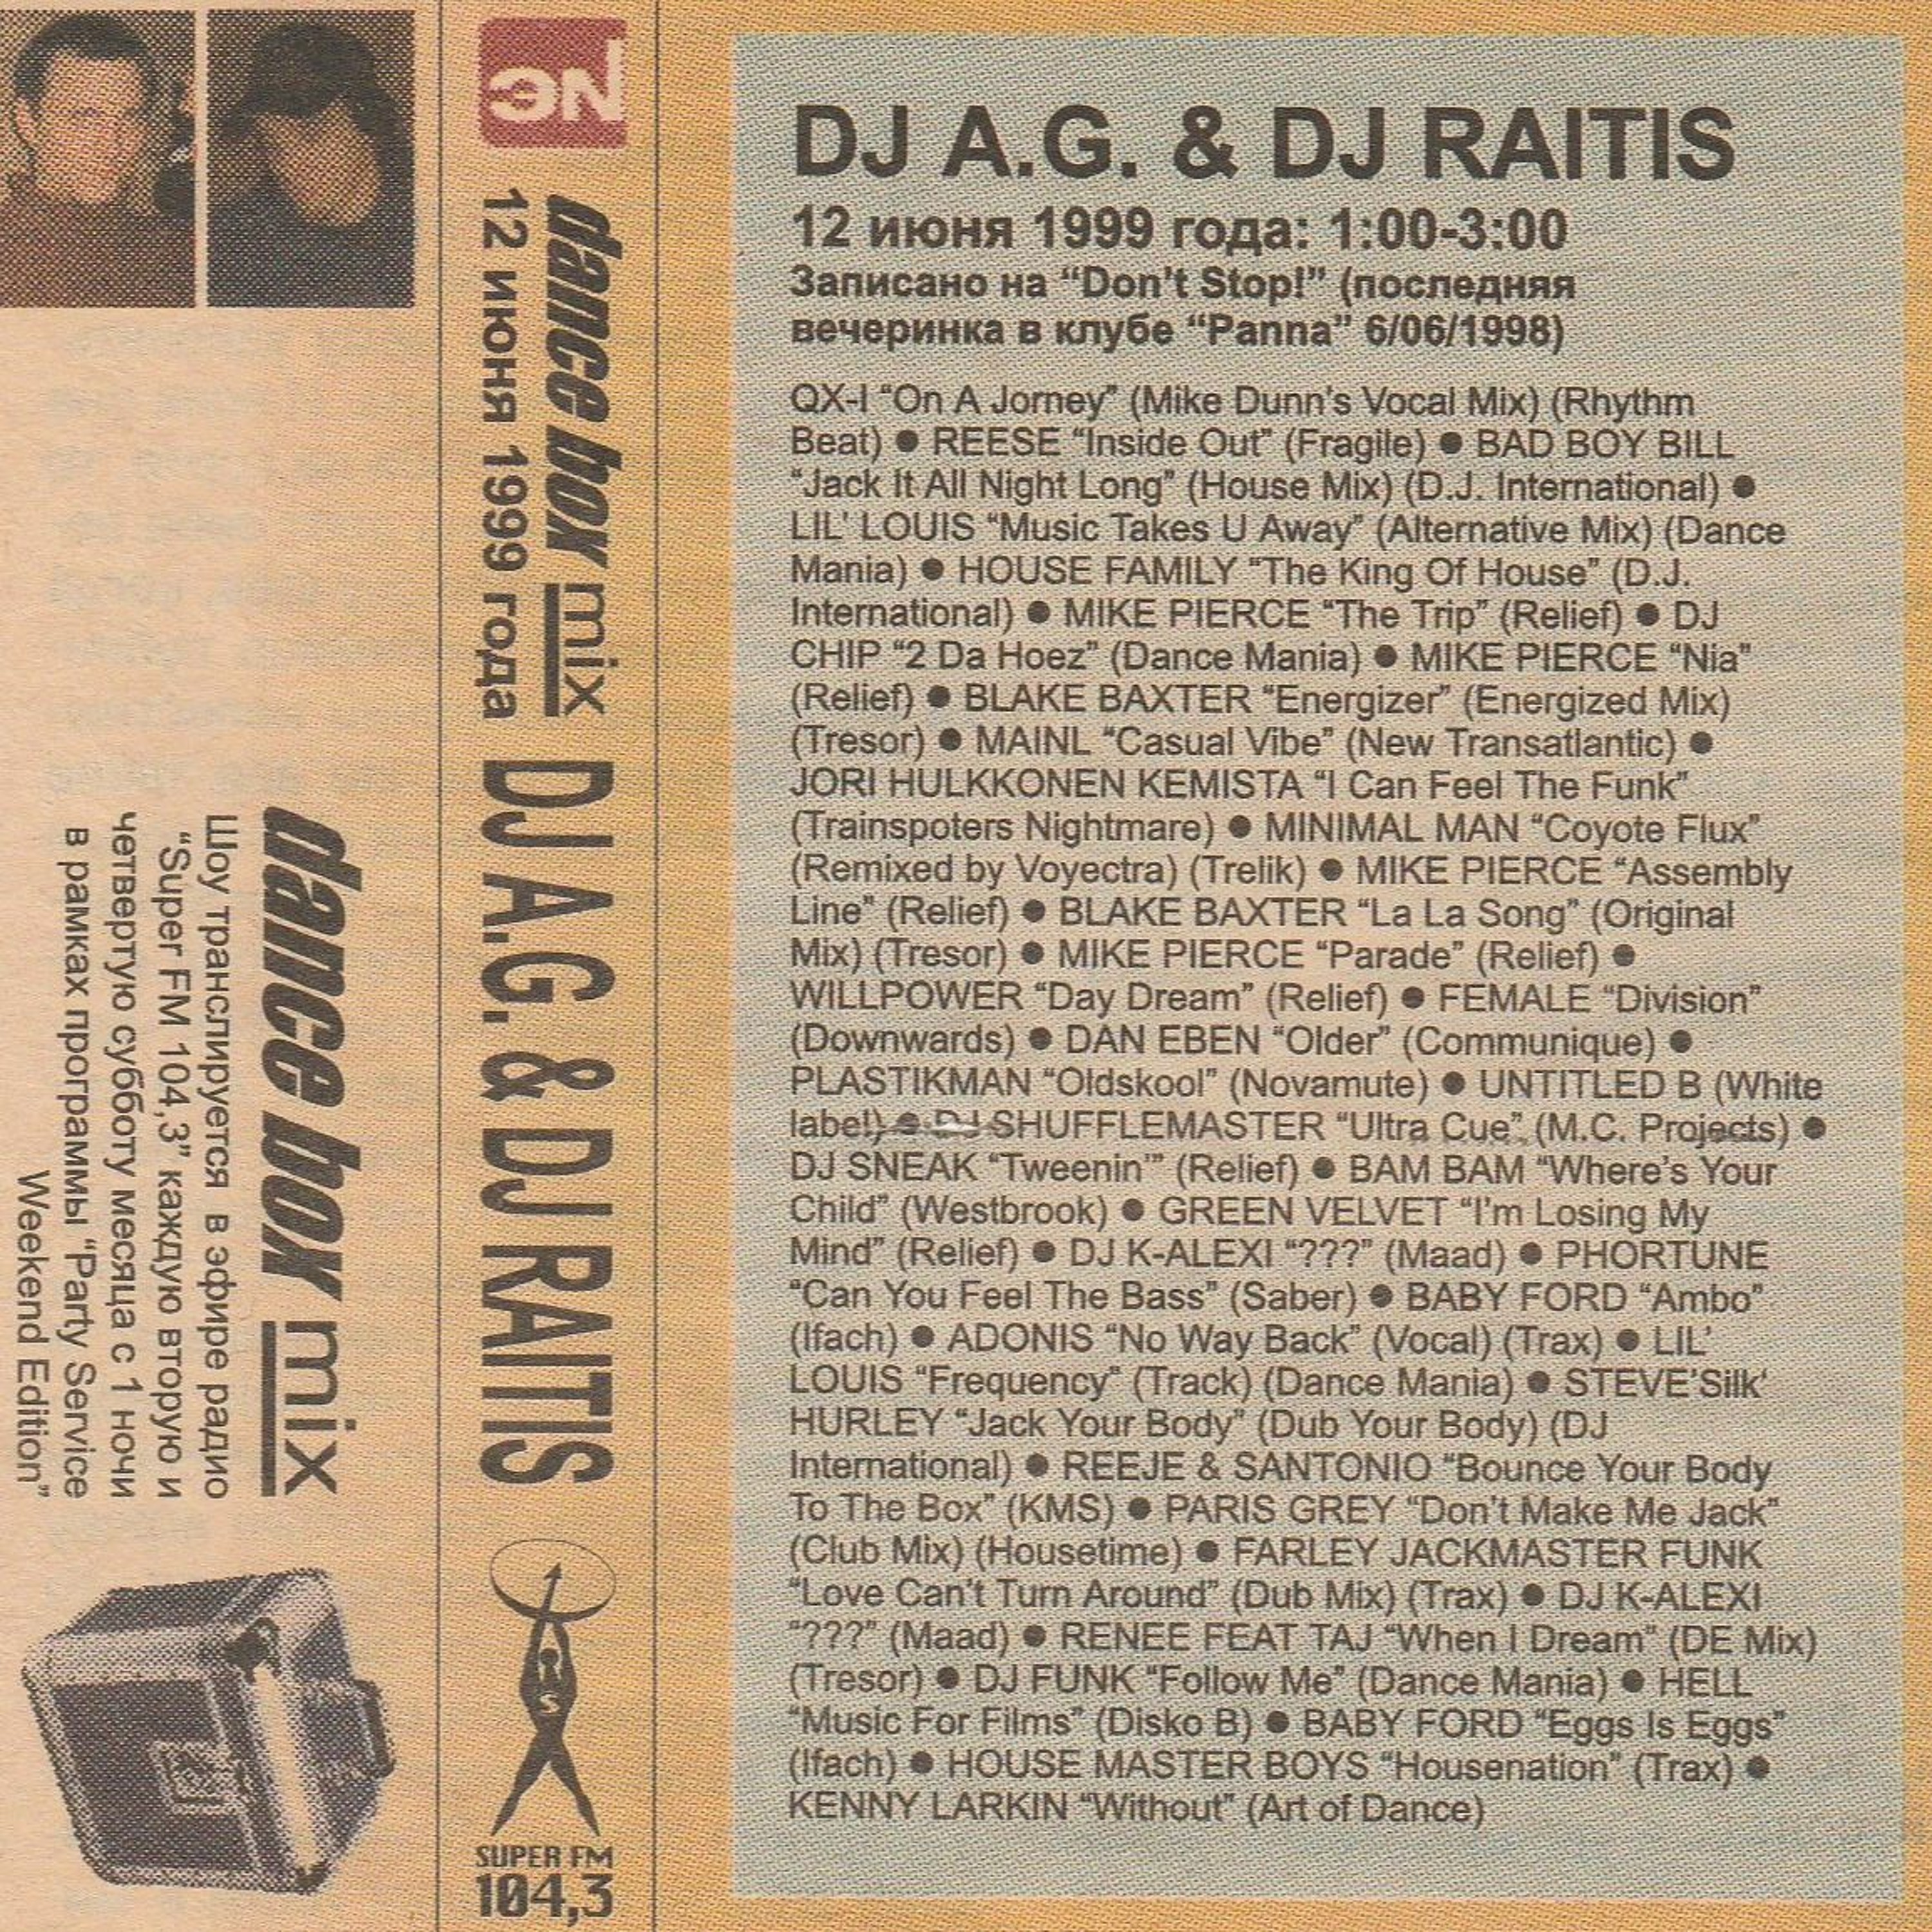 DJ A.G. & DJ RAITIS
12 июня 1999 года: 1:00-3:00
Записано на “Don't Stop!” (последняя
вечеринка в клубе “Panna” 6/06/1998)
QX-I “On A Jorney” (Mike Dunn's Vocal Mix) (Rhythm
Beat) ● REESE “Inside Out” (Fragile) ● BAD BOY BILL
“Jack It All Night Long” (House Mix) (D.J. International) ●
LIL' LOUIS “Music Takes U Away” (Alternative Mix) (Dance
Mania) ● HOUSE FAMILY “The King Of House” (D.J.
International) ● MIKE PIERCE “The Trip” (Relief) ● DJ
CHIP “2 Da Hoez” (Dance Mania) ● MIKE PIERCE “Nia”
(Relief) ● BLAKE BAXTER “Energizer” (Energized Mix)
(Tresor) ● MAINL “Casual Vibe” (New Transatlantic) ●
JORI HULKKONEN KEMISTA “I Can Feel The Funk”
(Trainspoters Nightmare) ● MINIMAL MAN “Coyote Flux”
(Remixed by Voyectra) (Trelik) ● MIKE PIERCE “Assembly
Line” (Relief) ● BLAKE BAXTER “La La Song” (Original
Mix) (Tresor) ● MIKE PIERCE “Parade” (Relief) ●
WILLPOWER “Day Dream” (Relief) ● FEMALE “Division”
(Downwards) ● DAN EBEN “Older” (Communique) ●
PLASTIKMAN “Oldskool” (Novamute) ● UNTITLED B (White
label) ● DJ SHUFFLEMASTER “Ultra Cue” (M.C. Projects) ●
DJ SNEAK “Tweenin'” (Relief) ● BAM BAM “Where's Your
Child” (Westbrook) ● GREEN VELVET “I'm Losing My
Mind” (Relief) ● DJ K-ALEXI “???” (Maad) ● PHORTUNE
“Can You Feel The Bass” (Saber) ● BABY FORD “Ambo”
(Ifach) ● ADONIS “No Way Back” (Vocal) (Trax) ● LIL'
LOUIS “Frequency” (Track) (Dance Mania) ● STEVE'Silk'
HURLEY “Jack Your Body” (Dub Your Body) (DJ
International) ● REEJE & SANTONIO “Bounce Your Body
To The Box” (KMS) ● PARIS GREY “Don't Make Me Jack”
(Club Mix) (Housetime) ● FARLEY JACKMASTER FUNK
“Love Can't Turn Around” (Dub Mix) (Trax) ● DJ K-ALEXI
“???” (Maad) ● RENEE FEAT TAJ “When I Dream” (DE Mix)
(Tresor) ● DJ FUNK “Follow Me” (Dance Mania) ● HELL
“Music For Films” (Disko B) ● BABY FORD “Eggs Is Eggs”
(Ifach) ● HOUSE MASTER BOYS “Housenation” (Trax) ●
KENNY LARKIN “Without” (Art of Dance)
dance box mix
12 июня 1999 года
DJ A.G. & DJ RAITIS
SUPER FM
104,3
dance box mix
Шоу транслируется в эфире радио
“Super FM 104,3” каждую вторую и
четвертую субботу месяца с 1 ночи
в рамках программы “Party Service
Weekend Edition”